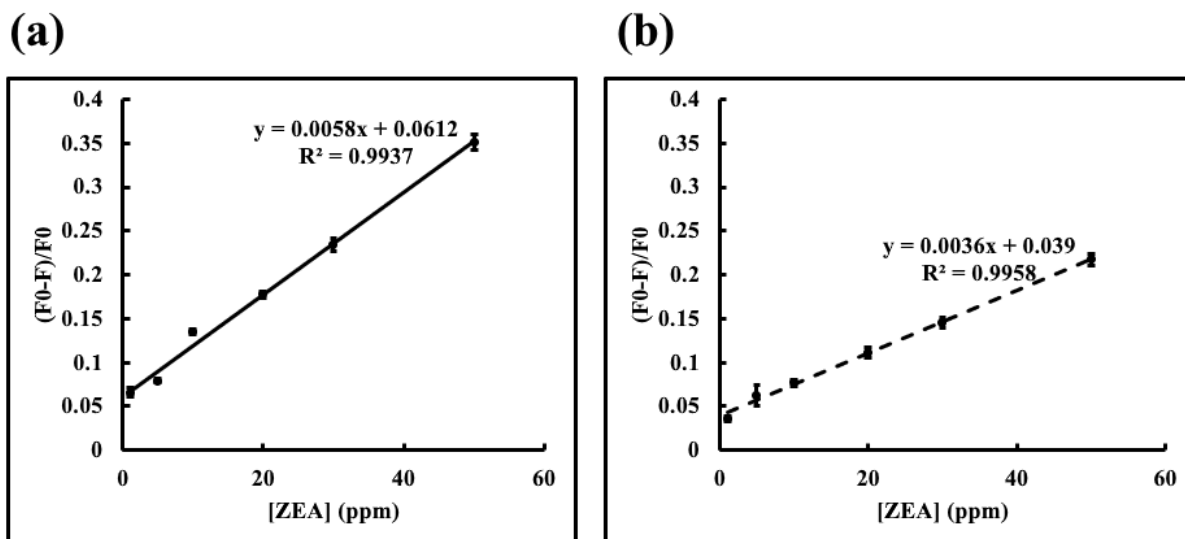 (a)
(b)
0.4
0.35
0.3
0.25
0.2
0.15
0.1
0.05
0
(F0-F)/F0
y = 0.0058x + 0.0612
R² = 0.9937
0
20
40
60
[ZEA] (ppm)
0.4
0.35
0.3
0.25
0.2
0.15
0.1
0.05
0
(F0-F)/F0
y = 0.0036x + 0.039
R² = 0.9958
0
20
40
60
[ZEA] (ppm)